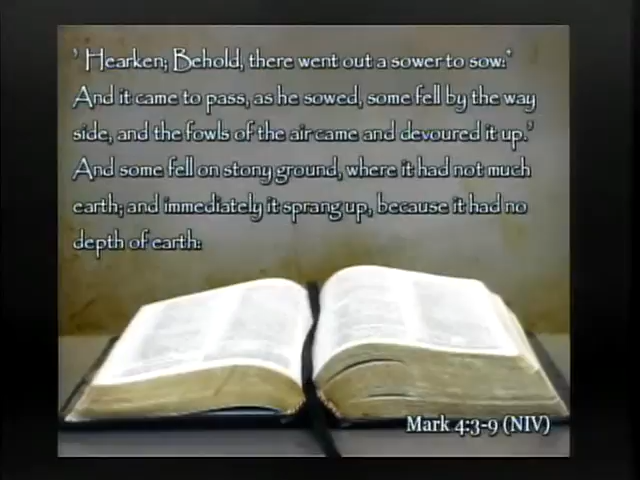 ³ Hearken; Behold, there went out a sower to sow:⁴
And it came to pass, as he sowed, some fell by the way
side, and the fowls of the air came and devoured it up.⁵
And some fell on stony ground, where it had not much
earth; and immediately it sprang up, because it had no
depth of earth:
Mark 4:3-9 (NIV)